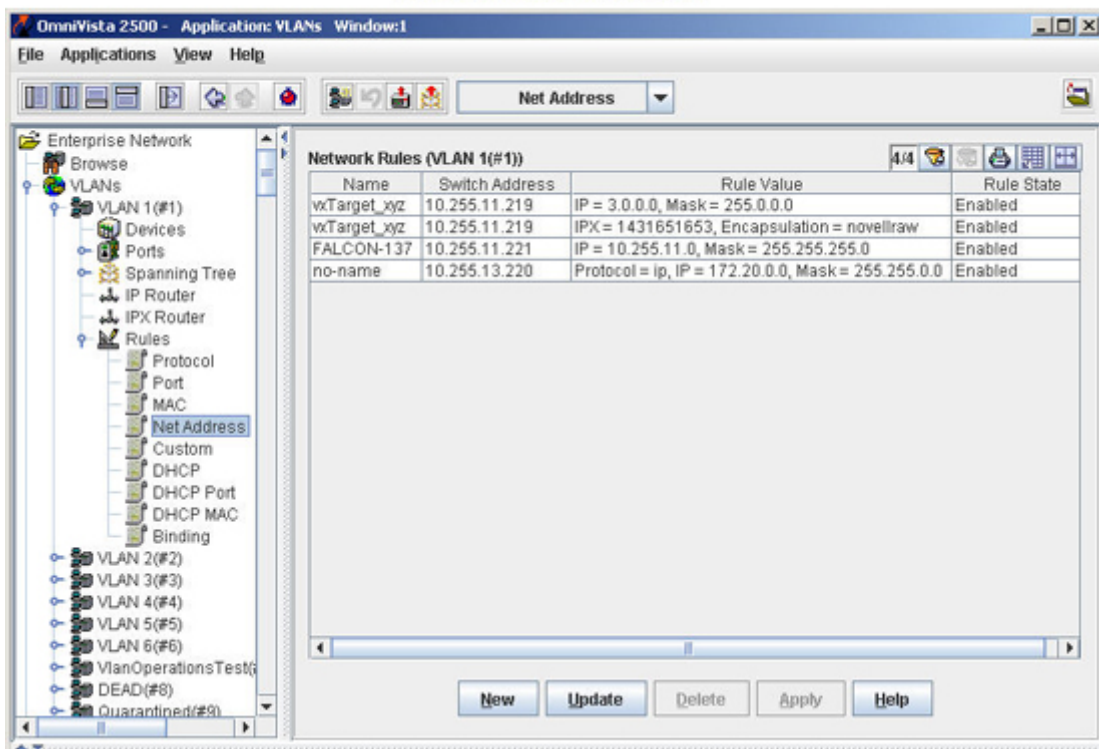 OmniVista 2500 - Application: VLANs Window:1
File Applications View Help
Net Address
Enterprise Network
Browse
VLANs
VLAN 1(#1)
Devices
Ports
Spanning Tree
IP Router
IPX Router
Rules
Protocol
Port
MAC
Net Address
Custom
DHCP
DHCP Port
DHCP MAC
Binding
VLAN 2(#2)
VLAN 3(#3)
VLAN 4(#4)
VLAN 5(#5)
VLAN 6(#6)
VlanOperationsTest(
DEAD(#8)
Quarantined(#9)
Network Rules (VLAN 1(#1)) 4/4
Name Switch Address Rule Value Rule State
vxTarget_xyz 10.255.11.219 IP = 3.0.0.0, Mask = 255.0.0.0 Enabled
vxTarget_xyz 10.255.11.219 IPX = 1431651653, Encapsulation = novellraw Enabled
FALCON-137 10.255.11.221 IP = 10.255.11.0, Mask = 255.255.255.0 Enabled
no-name 10.255.13.220 Protocol = ip, IP = 172.20.0.0, Mask = 255.255.0.0 Enabled
New Update Delete Apply Help